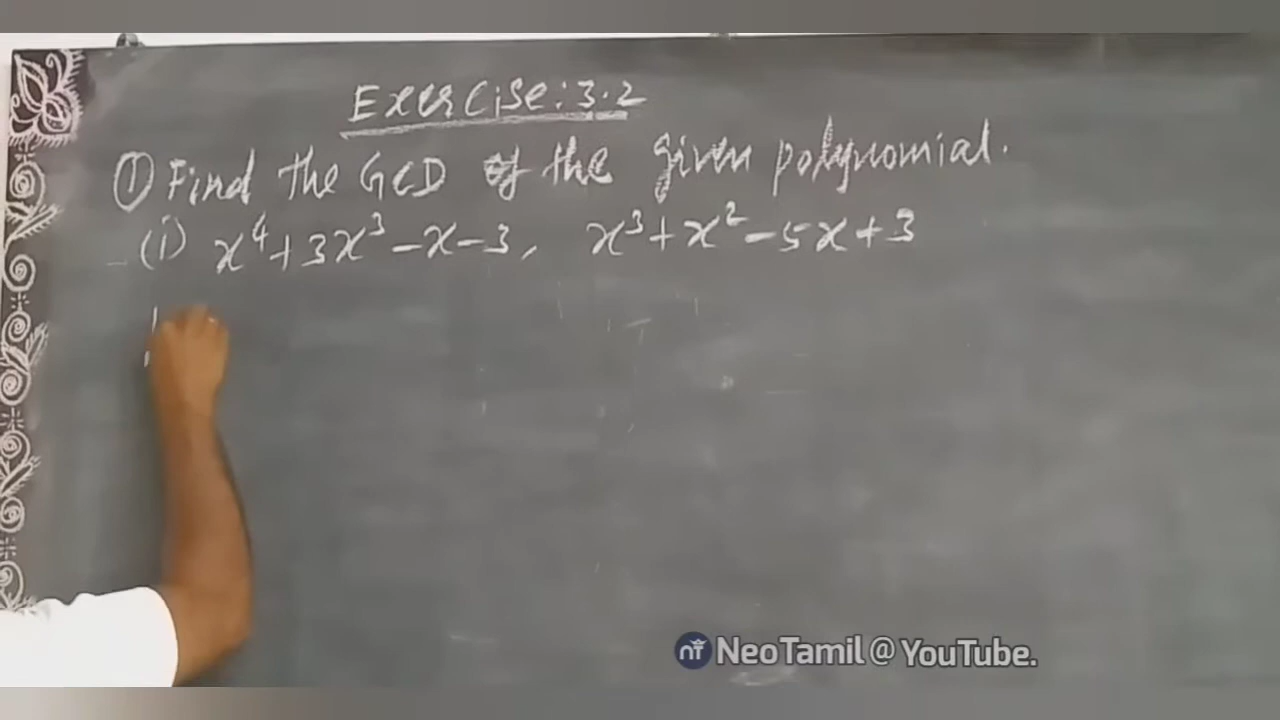 Exercise: 3.2
① Find the GCD of the given polynomial.
(i) x⁴+3x³-x-3, x³+x²-5x+3
nT NeoTamil @ YouTube.